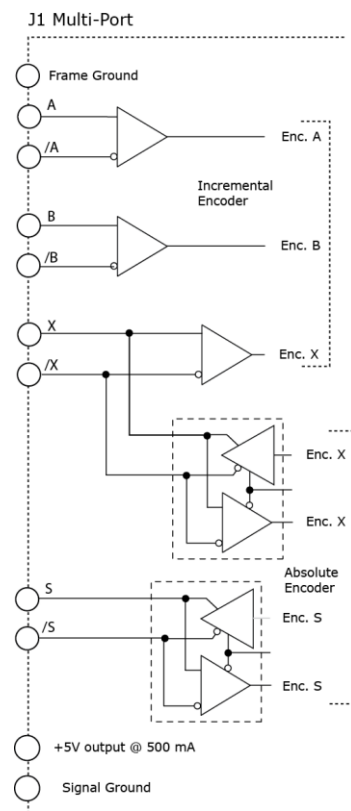 J1 Multi-Port
Frame Ground
A
/A
Enc. A
Incremental
Encoder
B
/B
Enc. B
X
/X
Enc. X
Enc. X
Enc. X
Absolute
Encoder
S
/S
Enc. S
Enc. S
+5V output @ 500 mA
Signal Ground